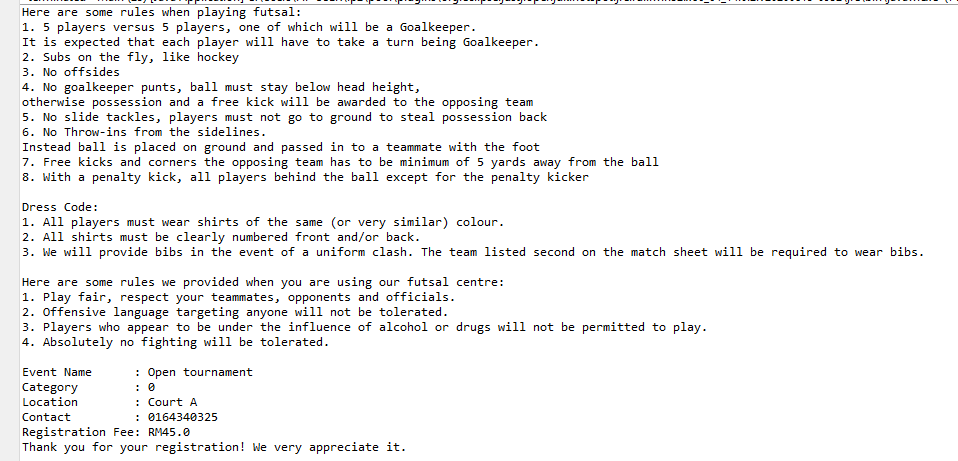 Here are some rules when playing futsal:
1. 5 players versus 5 players, one of which will be a Goalkeeper.
It is expected that each player will have to take a turn being Goalkeeper.
2. Subs on the fly, like hockey
3. No offsides
4. No goalkeeper punts, ball must stay below head height,
otherwise possession and a free kick will be awarded to the opposing team
5. No slide tackles, players must not go to ground to steal possession back
6. No Throw-ins from the sidelines.
Instead ball is placed on ground and passed in to a teammate with the foot
7. Free kicks and corners the opposing team has to be minimum of 5 yards away from the ball
8. With a penalty kick, all players behind the ball except for the penalty kicker

Dress Code:
1. All players must wear shirts of the same (or very similar) colour.
2. All shirts must be clearly numbered front and/or back.
3. We will provide bibs in the event of a uniform clash. The team listed second on the match sheet will be required to wear bibs.

Here are some rules we provided when you are using our futsal centre:
1. Play fair, respect your teammates, opponents and officials.
2. Offensive language targeting anyone will not be tolerated.
3. Players who appear to be under the influence of alcohol or drugs will not be permitted to play.
4. Absolutely no fighting will be tolerated.

Event Name      : Open tournament
Category        : 0
Location        : Court A
Contact         : 0164340325
Registration Fee: RM45.0
Thank you for your registration! We very appreciate it.